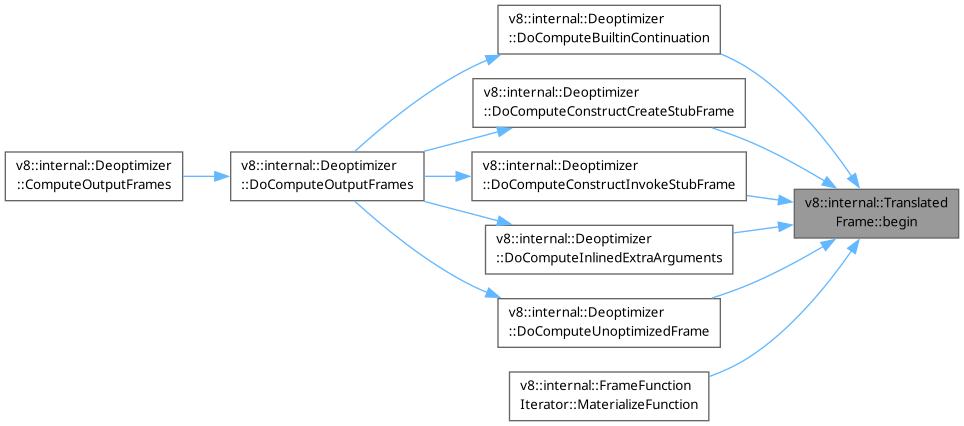 v8::internal::Deoptimizer
::DoComputeBuiltinContinuation
v8::internal::Deoptimizer
::DoComputeConstructCreateStubFrame
v8::internal::Deoptimizer
::ComputeOutputFrames
v8::internal::Deoptimizer
::DoComputeOutputFrames
v8::internal::Deoptimizer
::DoComputeConstructInvokeStubFrame
v8::internal::Translated
Frame::begin
v8::internal::Deoptimizer
::DoComputeInlinedExtraArguments
v8::internal::Deoptimizer
::DoComputeUnoptimizedFrame
v8::internal::FrameFunction
Iterator::MaterializeFunction